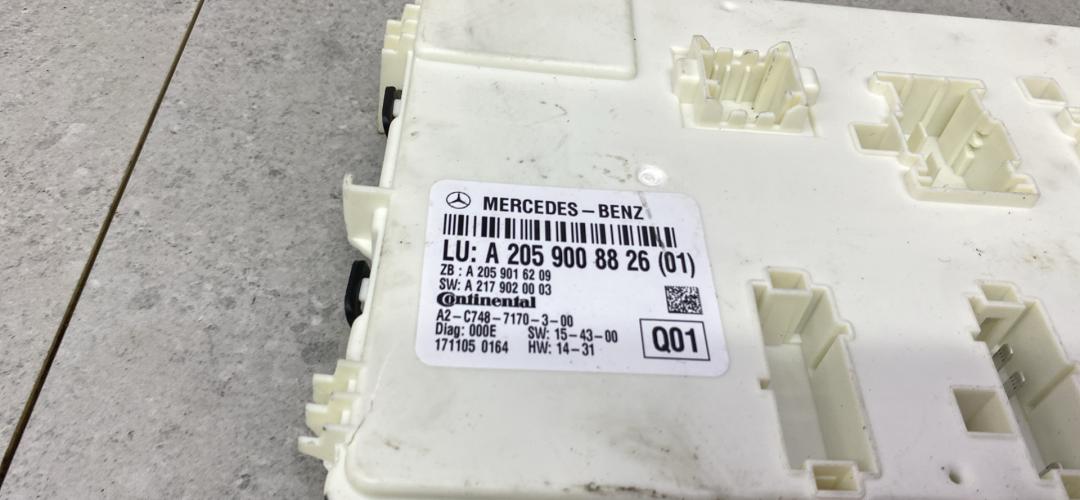 MERCEDES-BENZ
LU: A 205 900 88 26 (01)
ZB : A 205 901 62 09
SW: A 217 902 00 03
Continental
A2-C748-7170-3-00
Diag: 000E SW: 15-43-00
171105 0164 HW: 14-31
Q01